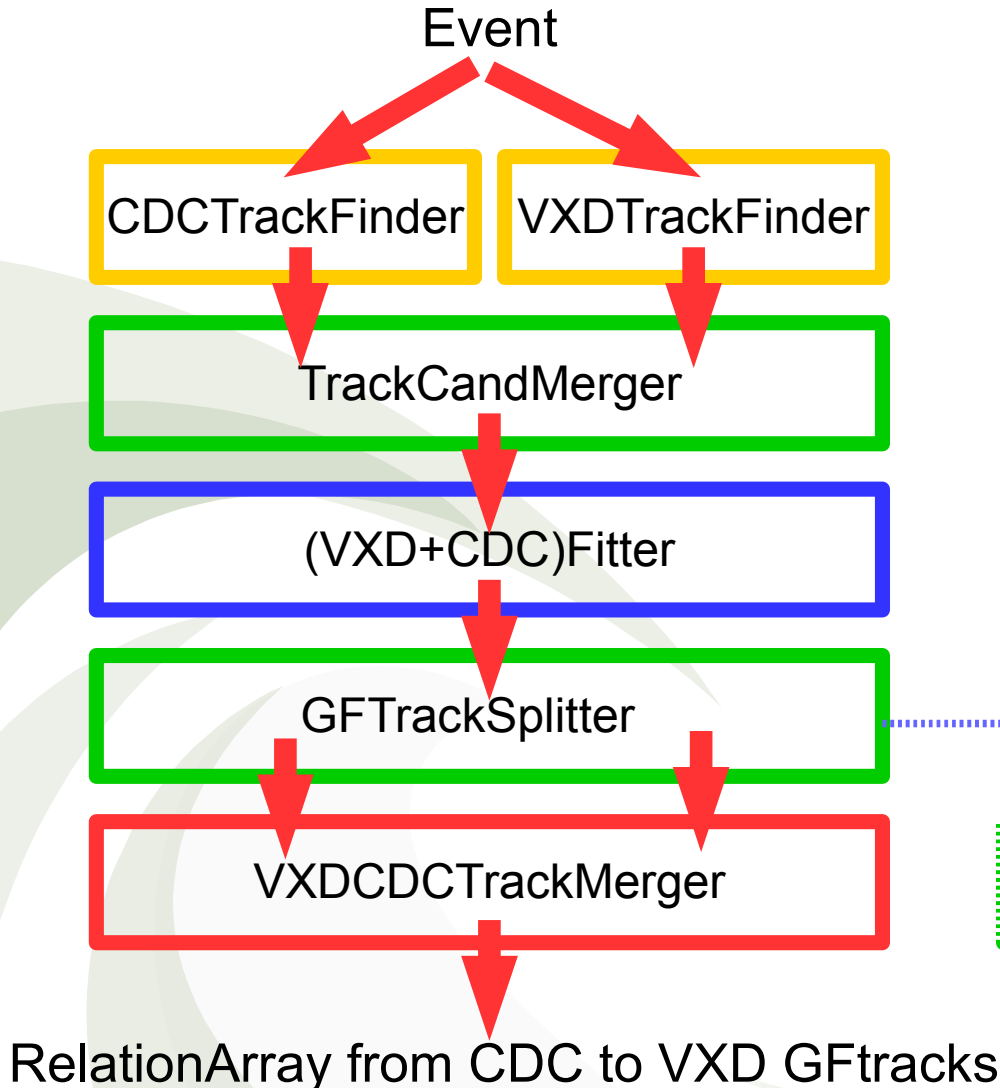 Event
CDCTrackFinder
VXDTrackFinder
TrackCandMerger
(VXD+CDC)Fitter
GFTrackSplitter
VXDCDCTrackMerger
RelationArray from CDC to VXD GFtracks